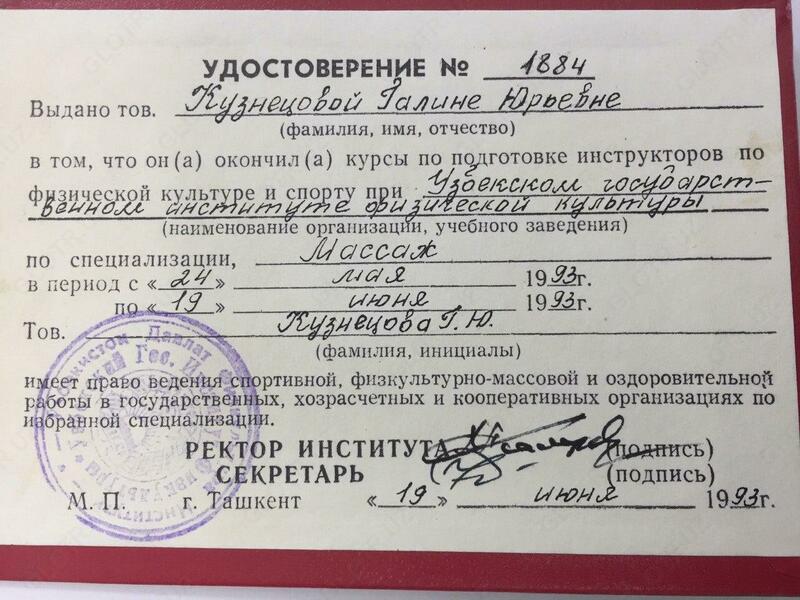 УДОСТОВЕРЕНИЕ № 1884
Выдано тов. Кузнецовой Галине Юрьевне
(фамилия, имя, отчество)
в том, что он(а) окончил(а) курсы по подготовке инструкторов по
физической культуре и спорту при Узбекском государст-
венном институте физической культуры
(наименование организации, учебного заведения)
по специализации, Массаж
в период с «24» мая 1993г.
по «19» июня 1993г.
Тов. Кузнецова Г. Ю.
(фамилия, инициалы)
имеет право ведения спортивной, физкультурно-массовой и оздоровительной
работы в государственных, хозрасчетных и кооперативных организациях по
избранной специализации.
РЕКТОР ИНСТИТУТА (подпись)
СЕКРЕТАРЬ (подпись)
М. П. г. Ташкент «19» июня 1993г.